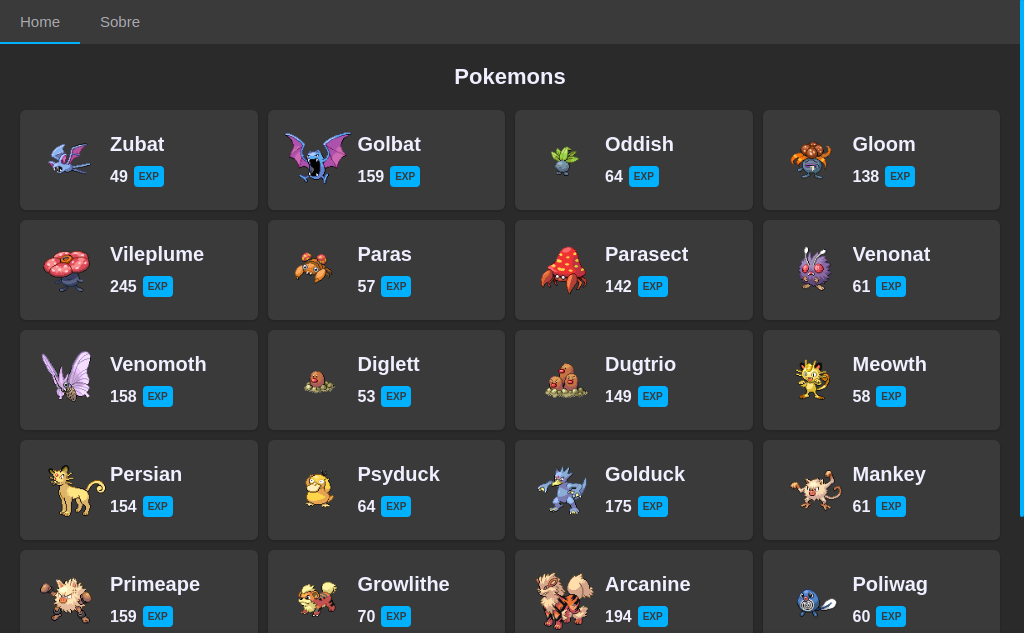 Home Sobre
Pokemons
Zubat Golbat Oddish Gloom
49 EXP 159 EXP 64 EXP 138 EXP
Vileplume Paras Parasect Venonat
245 EXP 57 EXP 142 EXP 61 EXP
Venomoth Diglett Dugtrio Meowth
158 EXP 53 EXP 149 EXP 58 EXP
Persian Psyduck Golduck Mankey
154 EXP 64 EXP 175 EXP 61 EXP
Primeape Growlithe Arcanine Poliwag
159 EXP 70 EXP 194 EXP 60 EXP